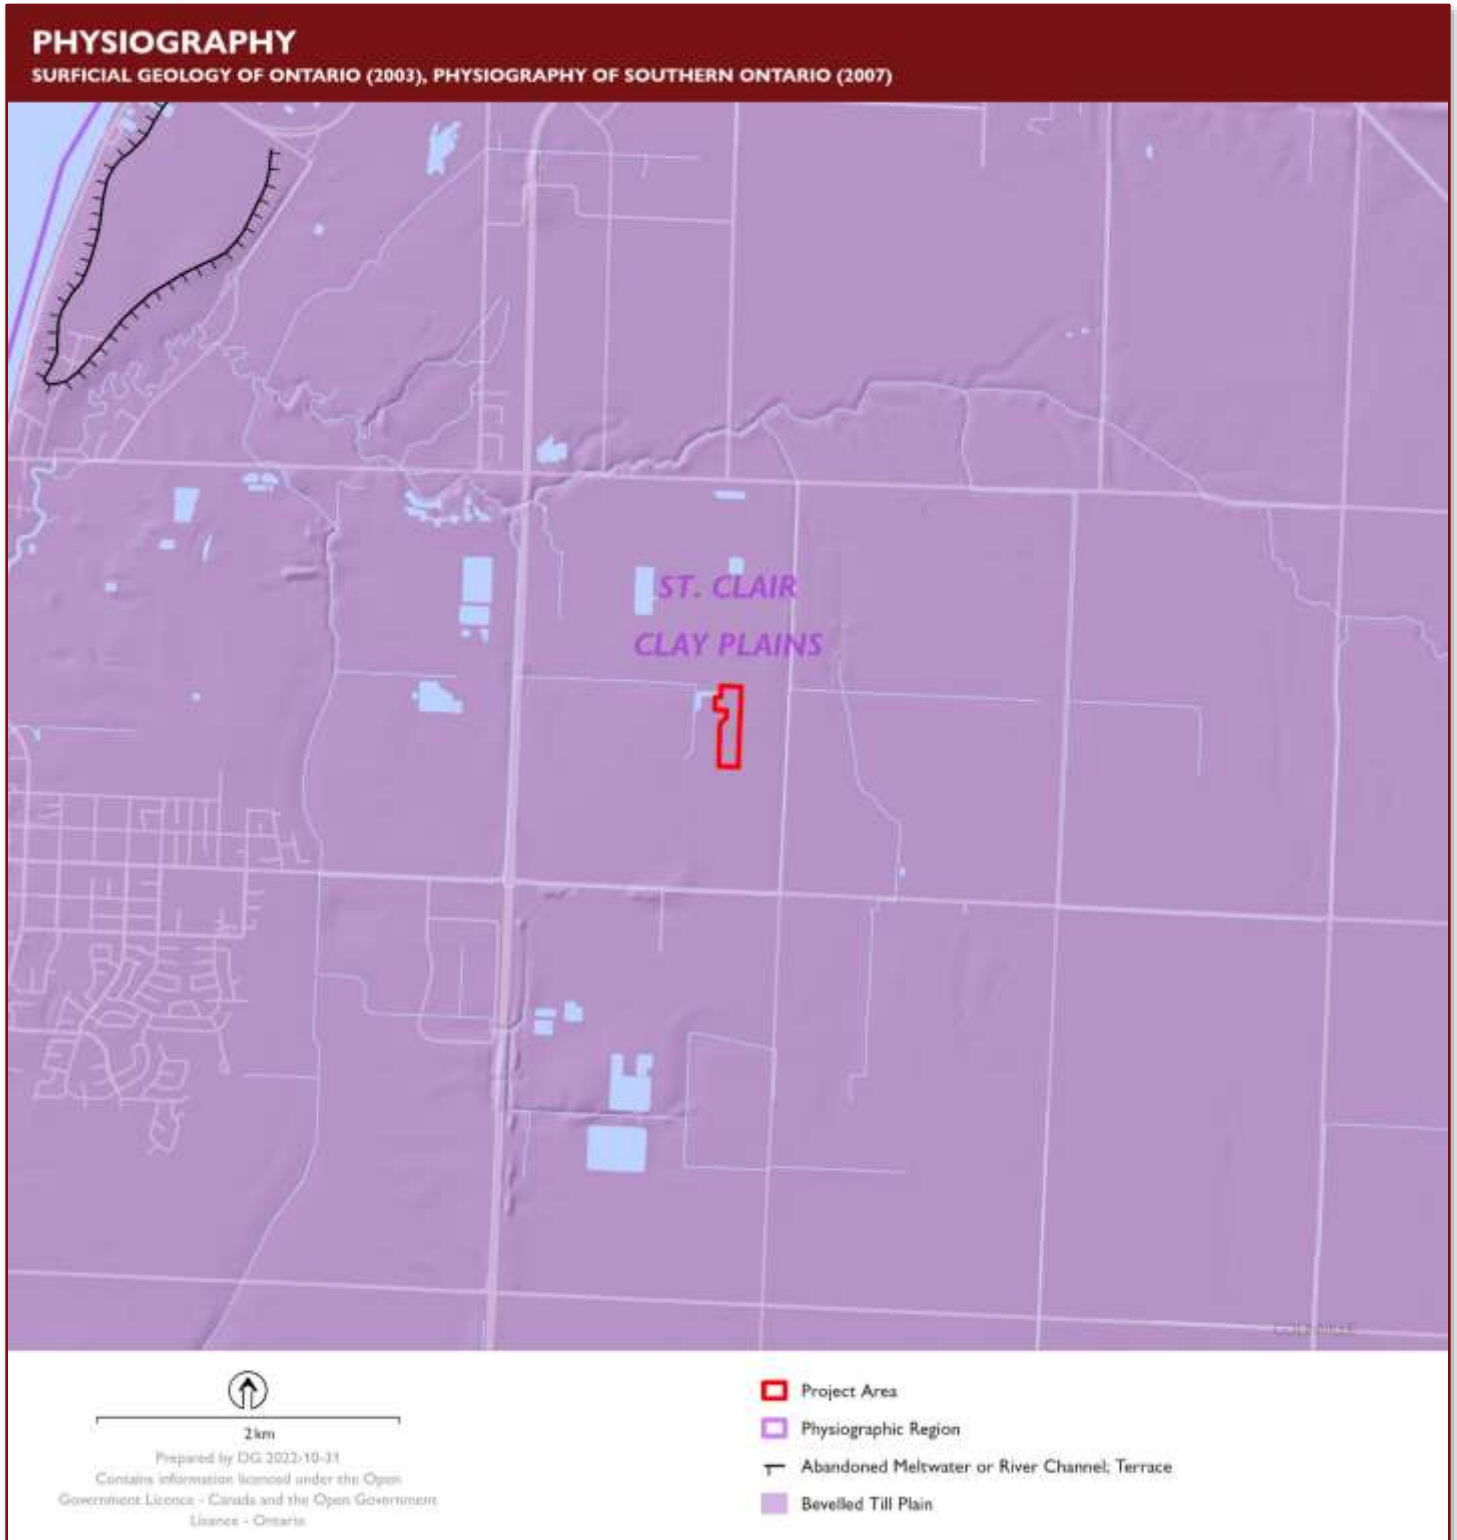 PHYSIOGRAPHY
SURFICIAL GEOLOGY OF ONTARIO (2003), PHYSIOGRAPHY OF SOUTHERN ONTARIO (2007)
ST. CLAIR
CLAY PLAINS
2 km
Prepared by DG 2022-10-31
Contains information licenced under the Open
Government Licence - Canada and the Open Government
Licence - Ontario
Project Area
Physiographic Region
Abandoned Meltwater or River Channel; Terrace
Bevelled Till Plain